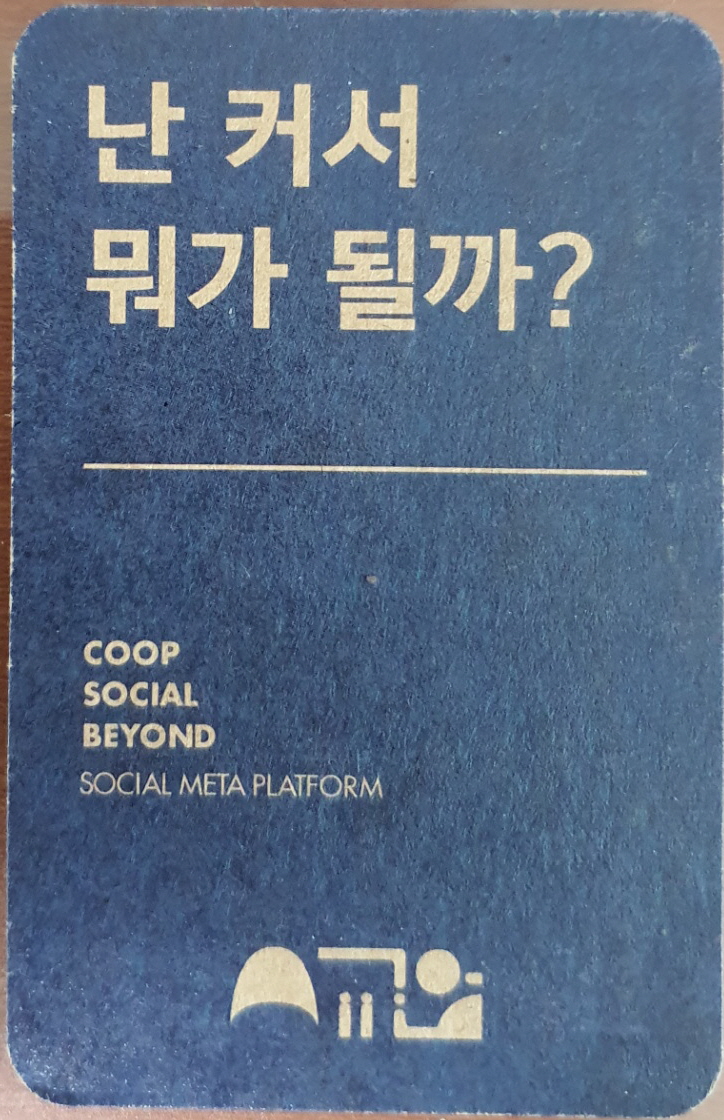 난 커서
뭐가 될까?
COOP
SOCIAL
BEYOND
SOCIAL META PLATFORM